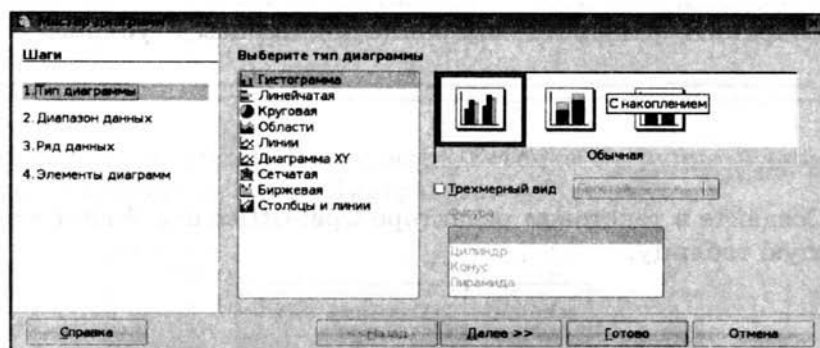 Мастер диаграмм
Шаги
1.Тип диаграммы
2. Диапазон данных
3. Ряд данных
4. Элементы диаграмм
Выберите тип диаграммы
Гистограмма
Линейчатая
Круговая
Области
Линии
Диаграмма XY
Сетчатая
Биржевая
Столбцы и линии
С накоплением
Обычная
Трехмерный вид
Цилиндр
Конус
Пирамида
Справка
Назад
Далее >>
Готово
Отмена